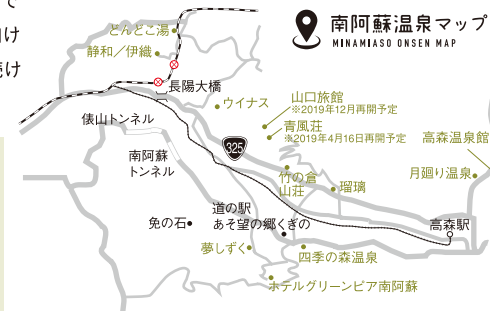 で
け
続け
南阿蘇温泉マップ
MINAMIASO ONSEN MAP
どんどこ湯
静和／伊織
長陽大橋
ウイナス
山口旅館
※2019年12月再開予定
青風荘
※2019年4月16日再開予定
高森温泉館
月廻り温泉
俵山トンネル
325
南阿蘇
トンネル
竹の倉
山荘
瑠璃
道の駅
あそ望の郷くぎの
高森駅
免の石
夢しずく
四季の森温泉
ホテルグリーンピア南阿蘇